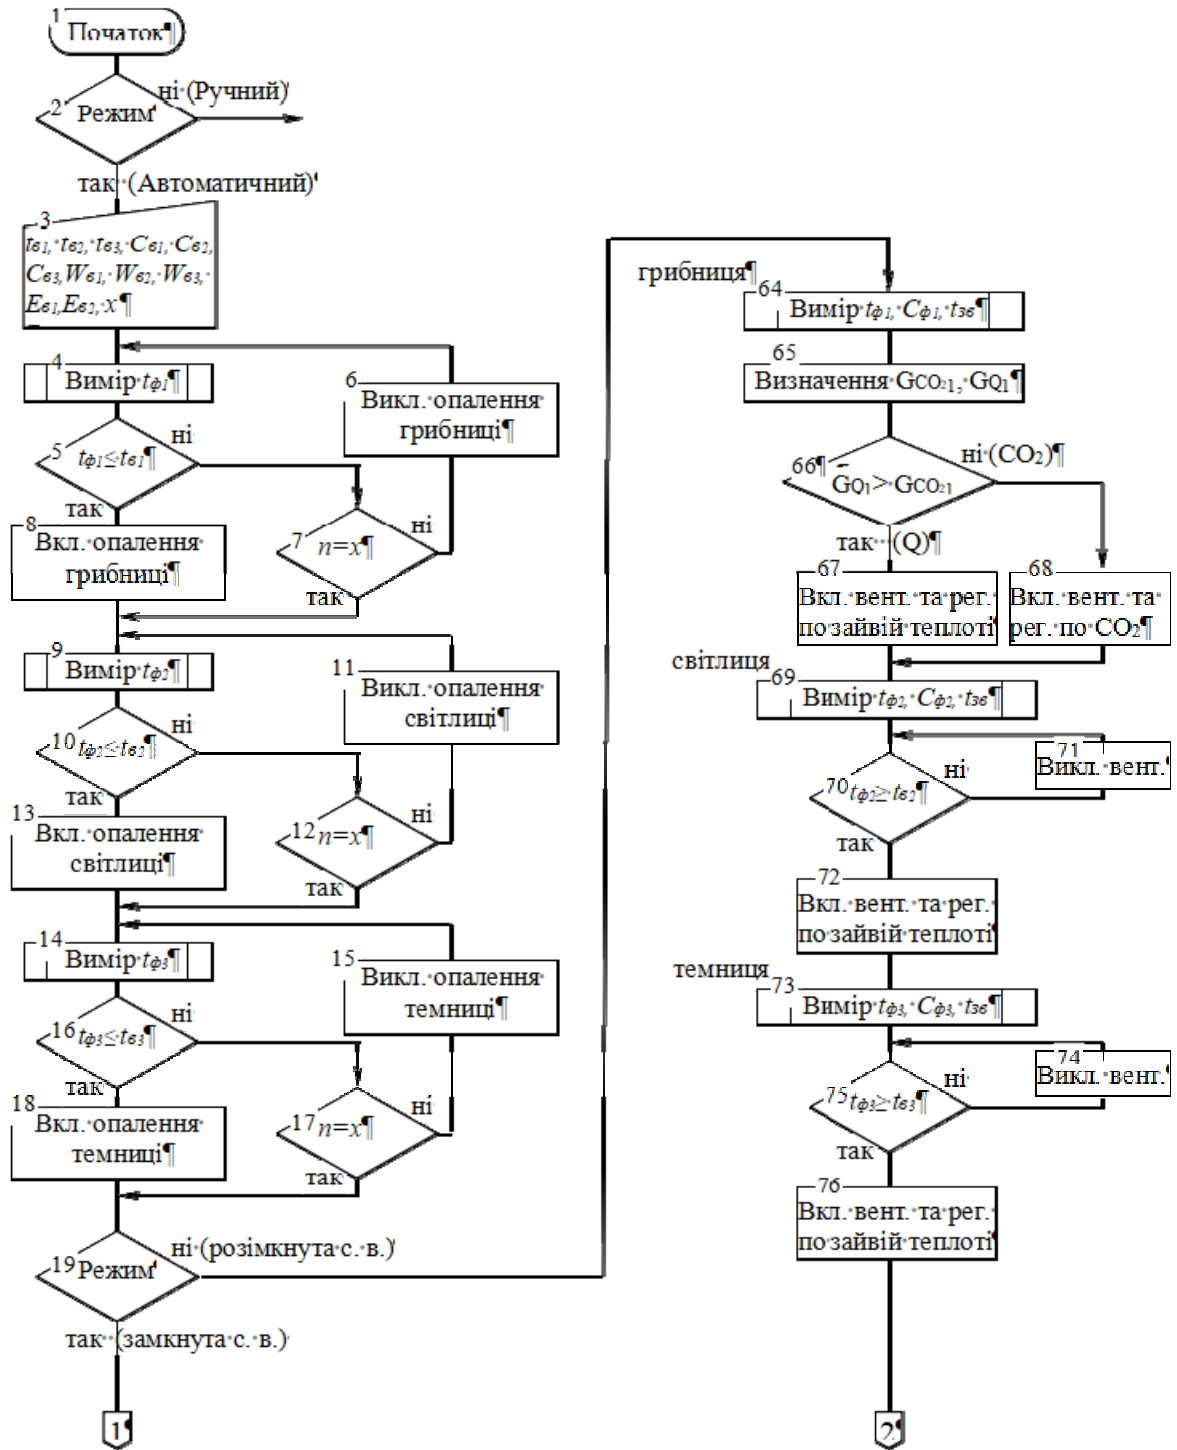 1
Початок¶
ні (Ручний)
2
Режим
так (Автоматичний)
3
tв1, tв2, tв3, Cв1, Cв2,
Cв3,Wв1, Wв2, Wв3,
Eв1,Eв2, x¶
4
Вимір tф1¶
5
tф1≤tв1¶
ні
так
6
Викл. опалення
грибниці¶
7
n=x¶
ні
так
8
Вкл. опалення
грибниці¶
9
Вимір tф2¶
10
tф2≤tв2¶
ні
так
11
Викл. опалення
світлиці¶
12
n=x¶
ні
так
13
Вкл. опалення
світлиці¶
14
Вимір tф3¶
15
Викл. опалення
темниці¶
16
tф3≤tв3¶
ні
так
17
n=x¶
ні
так
18
Вкл. опалення
темниці¶
19
Режим¶
ні (розімкнута с. в.)
так (замкнута с. в.)
1¶
грибниця¶
64
Вимір tф1, Cф1, tзв¶
65
Визначення GCO21, GQ1¶
66¶
GQ1> GCO21
ні (CO2)¶
так (Q)¶
67
Вкл. вент. та рег.
по зайвій теплоті
68
Вкл. вент. та
рег. по CO2¶
світлиця
69
Вимір tф2, Cф2, tзв¶
70
tф2≥tв2¶
ні
так
71
Викл. вент.
72
Вкл. вент. та рег.
по зайвій теплоті
темниця
73
Вимір tф3, Cф3, tзв¶
74
Викл. вент.
75
tф3≥tв3¶
ні
так
76
Вкл. вент. та рег.
по зайвій теплоті
2¶